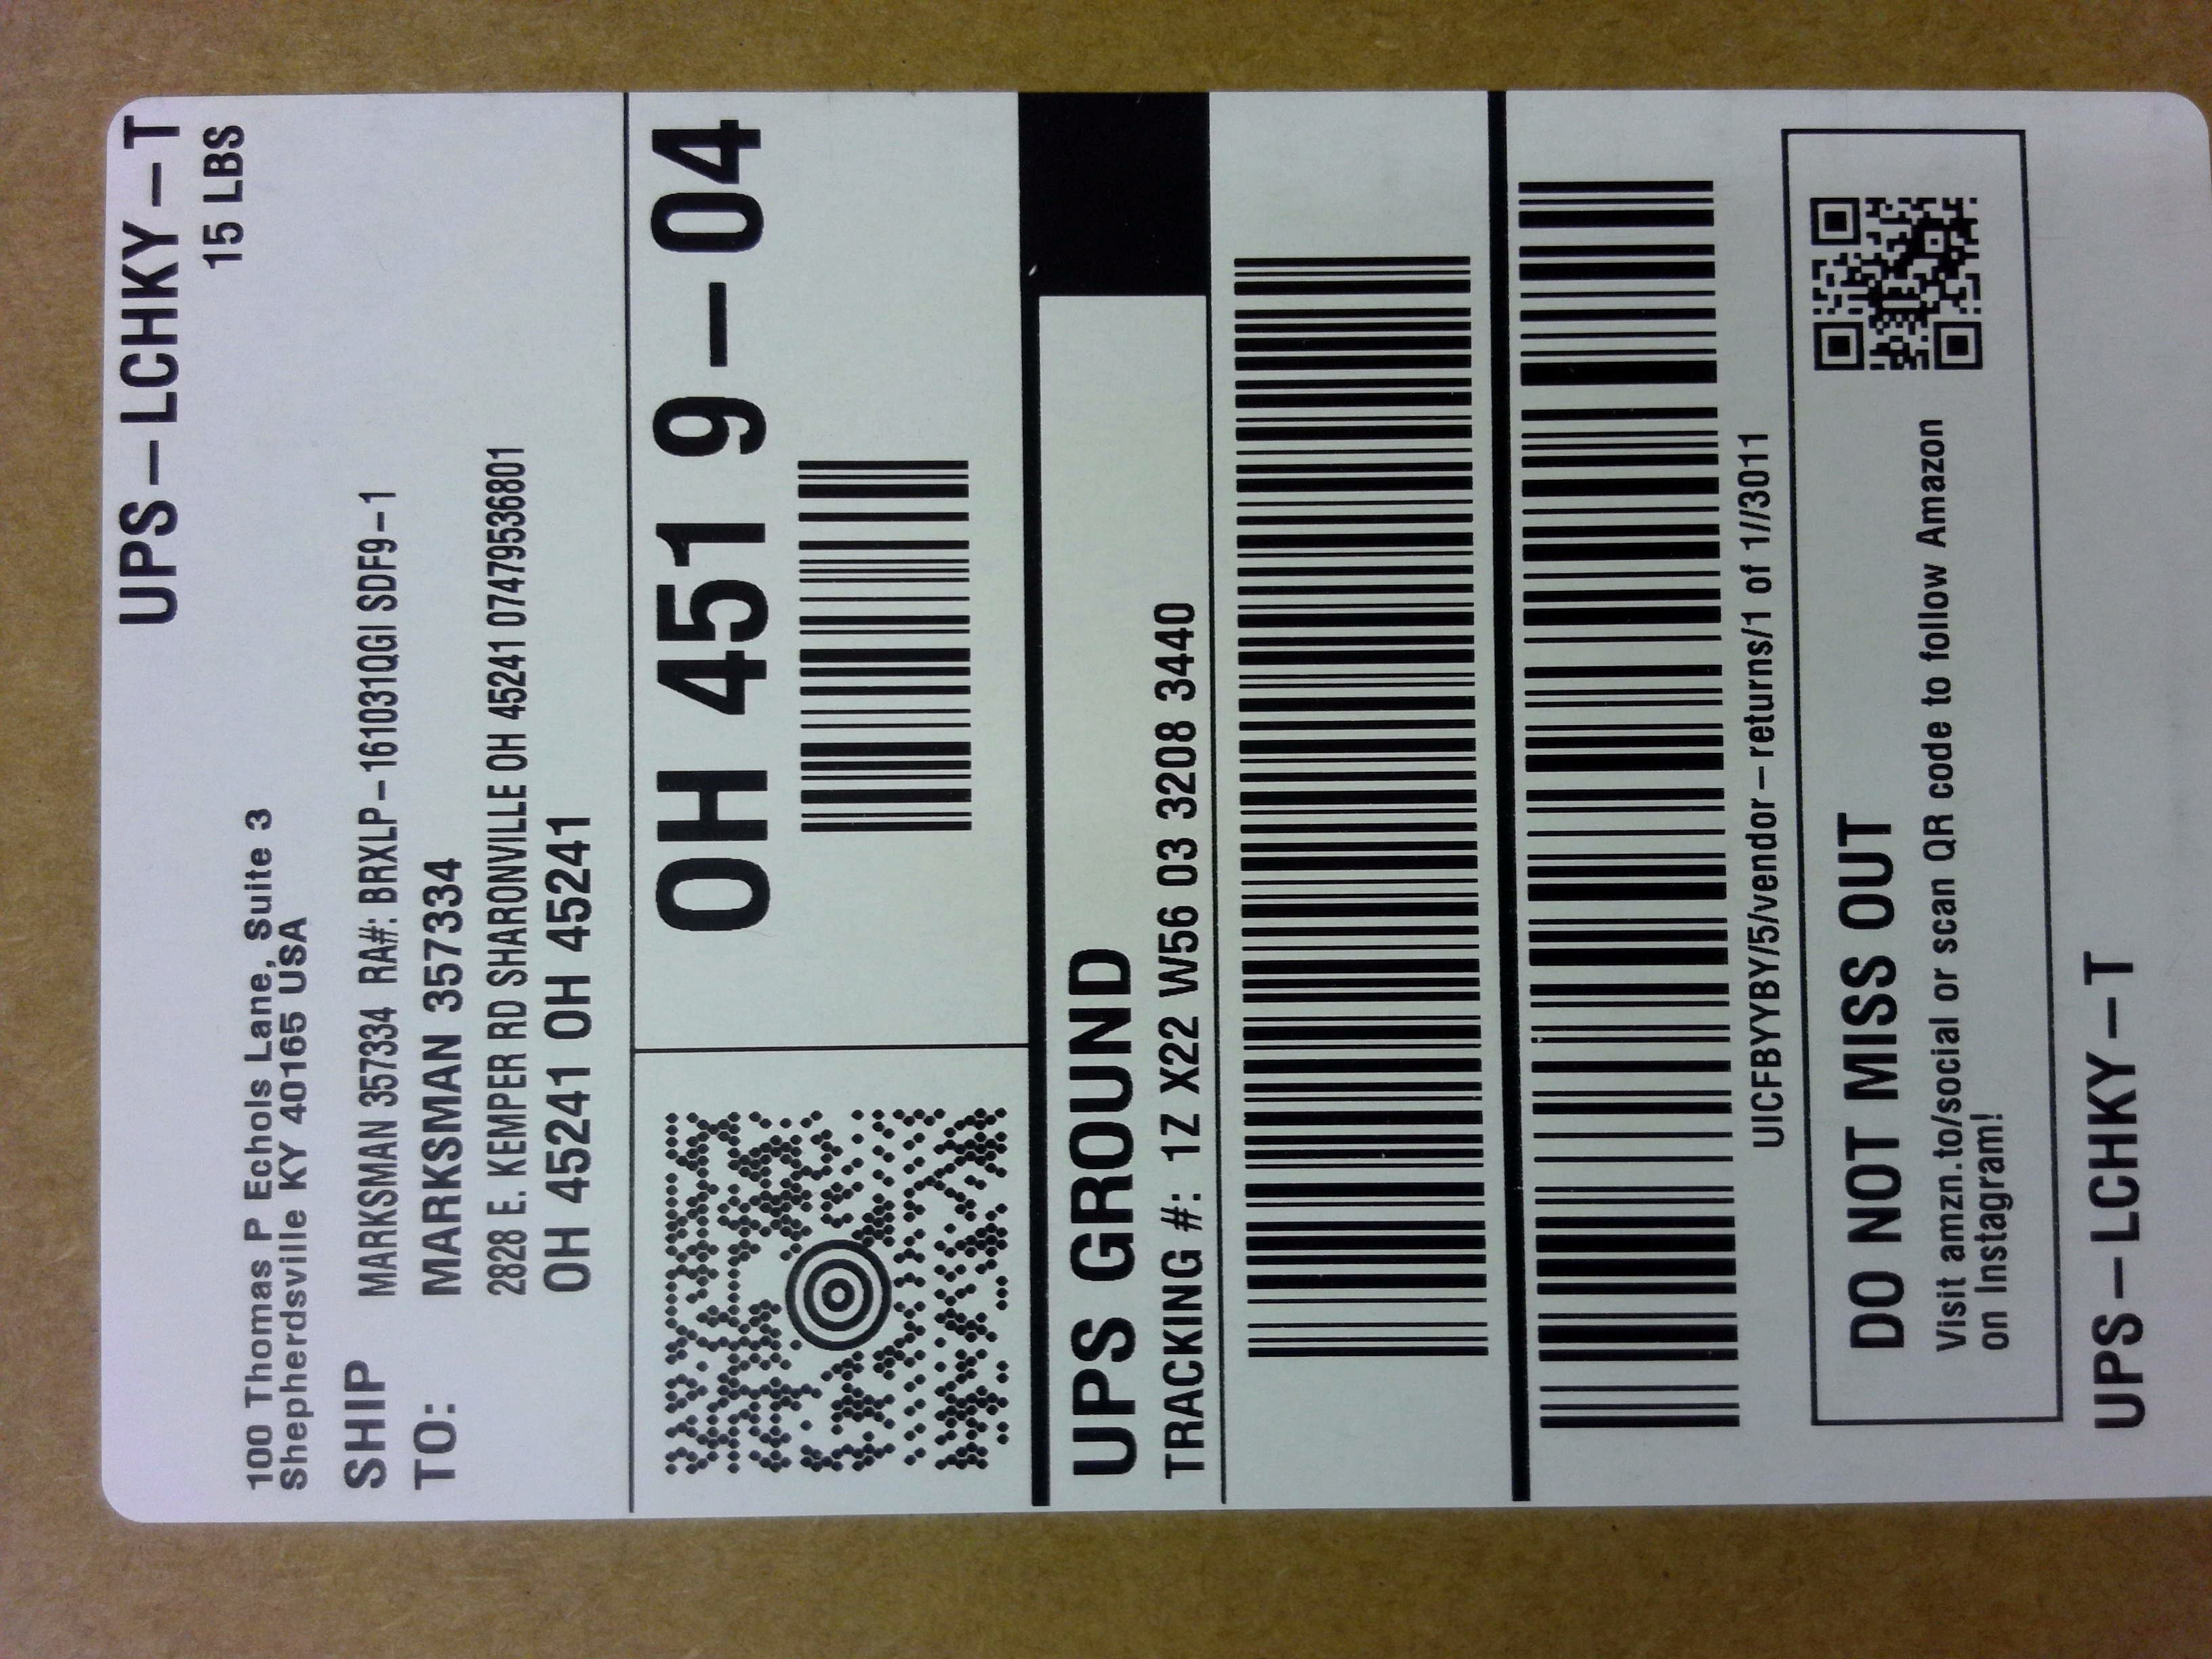 UPS-LCHKY-T
15 LBS
100 Thomas P Echols Lane, Suite 3
Shepherdsville KY 40165 USA
SHIP
TO:
MARKSMAN 357334 RA#: BRXLP-161031QGI SDF9-1
MARKSMAN 357334
2828 E. KEMPER RD SHARONVILLE OH 45241 07479536801
OH 45241 OH 45241
OH 451 9-04
UPS GROUND
TRACKING #: 1Z X22 W56 03 3208 3440
UICFBYYBY/5/vendor-returns/1 of 1//3011
DO NOT MISS OUT
Visit amzn.to/social or scan QR code to follow Amazon
on Instagram!
UPS-LCHKY-T